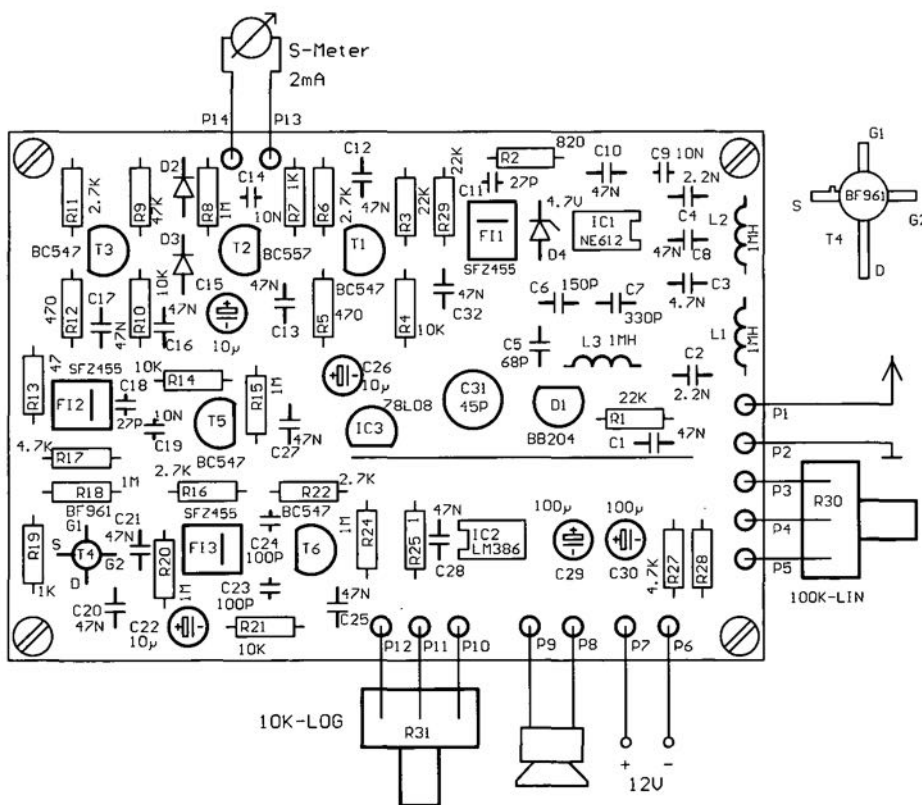 S-Meter
2mA
P14
P13
R11
2.7K
R9
47K
D2
R8
1M
C14
10N
R7
1K
R6
2.7K
C12
47N
R3
22K
R29
22K
R2
820
C11
27P
C10
47N
C9
10N
2.2N
C4
L2
1MH
G1
S
BF961
G2
T4
D
BC547
T3
D3
T2
BC557
T1
BC547
FI1
SFZ455
4.7V
D4
IC1
NE612
47N
C8
C3
4.7N
470
R12
C17
47N
R10
10K
47N
C16
C15
10µ
47N
C13
R5
470
R4
10K
47N
C32
C6
150P
C7
330P
L1
1MH
C5
68P
L3
1MH
C2
2.2N
R13
47
SFZ455
FI2
C18
27P
10K
R14
10N
C19
T5
BC547
R15
1M
C27
47N
C26
10µ
78L08
IC3
C31
45P
D1
BB204
22K
R1
C1
47N
P1
P2
P3
P4
P5
R30
100K-LIN
4.7K
R17
R18
1M
2.7K
R16
2.7K
R22
BF961
G1
S
T4
G2
D
C21
47N
R19
1K
R20
1M
SFZ455
FI3
C24
100P
C23
100P
BC547
T6
1M
R24
R25
1
47N
C28
IC2
LM386
100µ
C29
100µ
C30
4.7K
R27
R28
C20
47N
C22
10µ
R21
10K
47N
C25
P12
P11
P10
P9
P8
P7
P6
10K-LOG
R31
+
-
12V